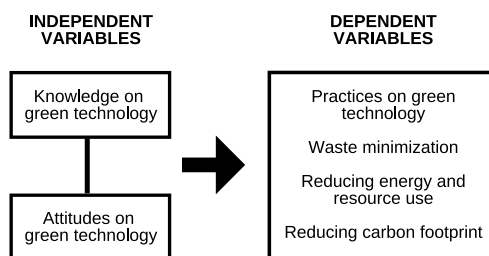 INDEPENDENT
VARIABLES
Knowledge on
green technology
Attitudes on
green technology
DEPENDENT
VARIABLES
Practices on green
technology
Waste minimization
Reducing energy and
resource use
Reducing carbon footprint